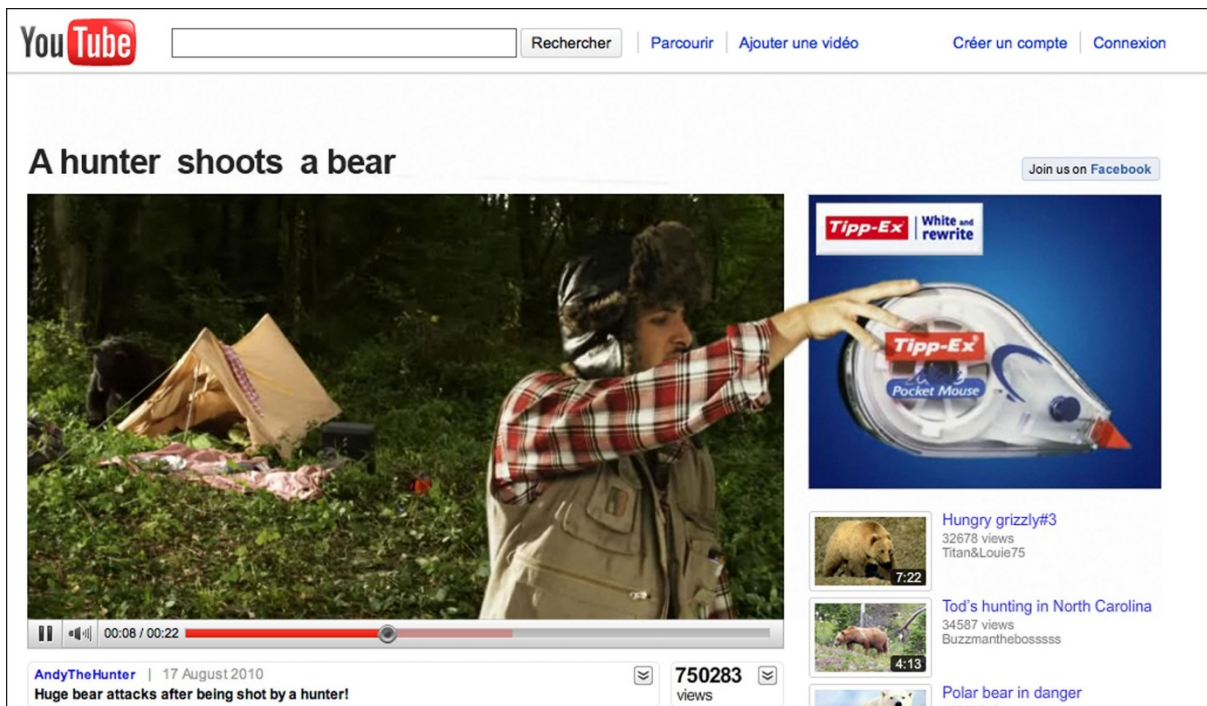 You Tube
Rechercher
Parcourir
Ajouter une vidéo
Créer un compte
Connexion
A hunter shoots a bear
Join us on Facebook
Tipp-Ex
White and
rewrite
Tipp-Ex
Pocket Mouse
00:08 / 00:22
AndyTheHunter | 17 August 2010
Huge bear attacks after being shot by a hunter!
750283
views
Hungry grizzly#3
32678 views
Titan&Louie75
7:22
Tod's hunting in North Carolina
34587 views
Buzzmanthebosssss
4:13
Polar bear in danger